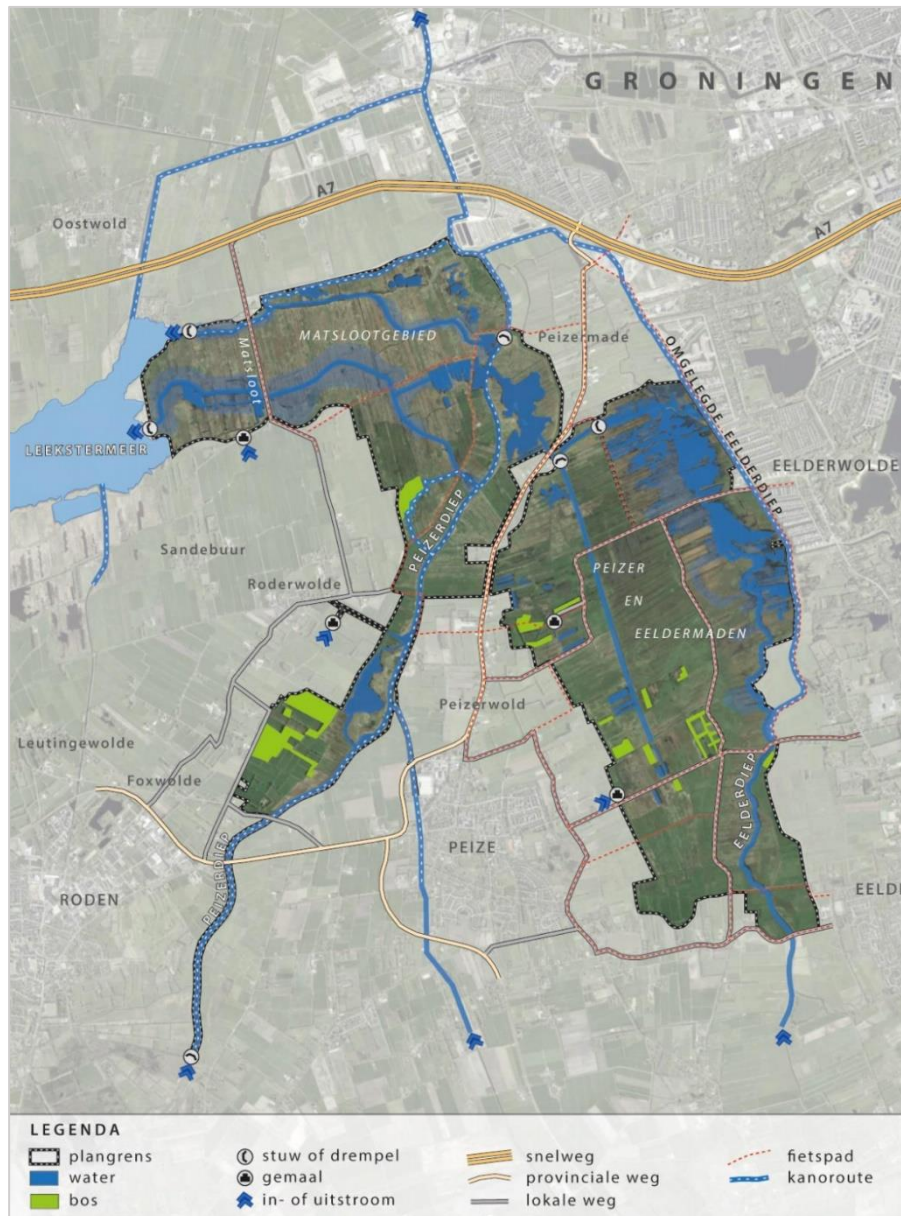 GRONINGEN
A7
Oostwold
A7
MATSLOOTGEBIED
Peizermade
Matsloot
OMGELEGDE EELDERDIEP
LEEKSTERMEER
EELDERWOLDE
PEIZERDIEP
Sandebuur
Roderwolde
PEIZER
EN
EELDERMADEN
Peizerwold
Leutingewolde
Foxwolde
EELDERDIEP
PEIZE
PEIZERDIEP
RODEN
EELDE
LEGENDA
plangrens
stuw of drempel
snelweg
fietspad
water
gemaal
provinciale weg
kanoroute
bos
in- of uitstroom
lokale weg